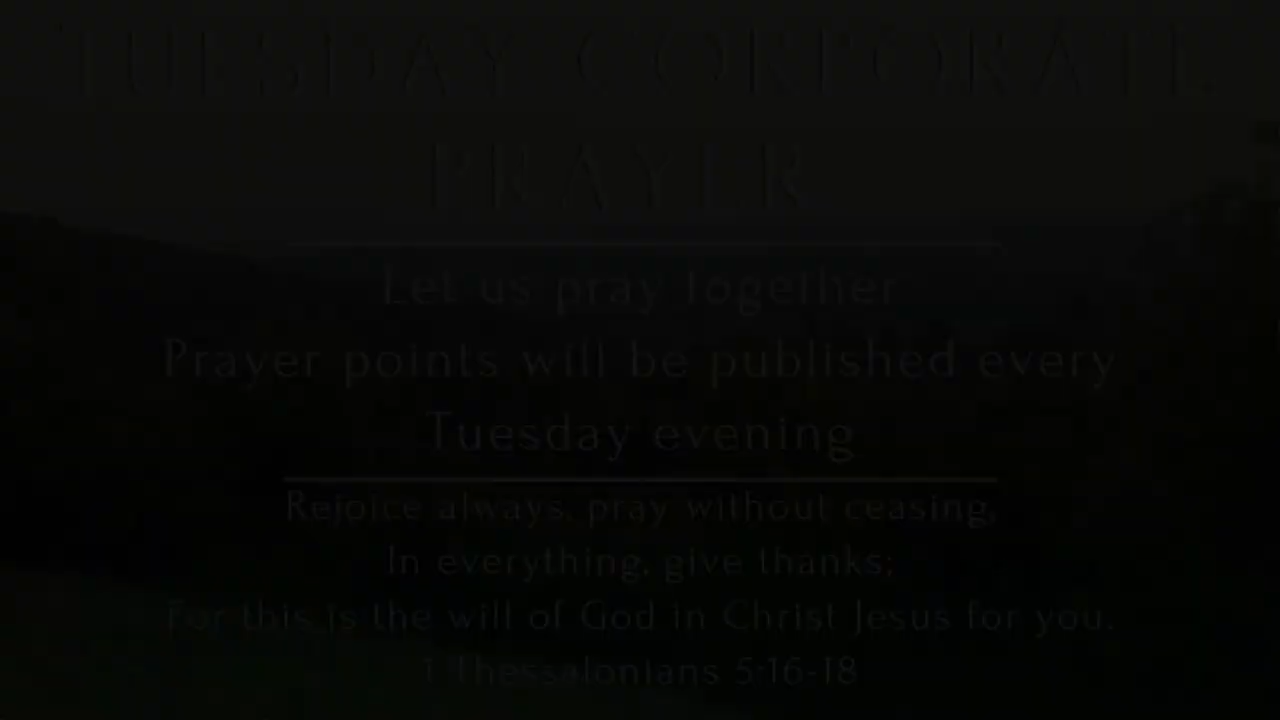 TUESDAY CORPORATE
PRAYER
Let us pray together
Prayer points will be published every
Tuesday evening
Rejoice always, pray without ceasing,
In everything, give thanks;
For this is the will of God in Christ Jesus for you.
1 Thessalonians 5:16-18